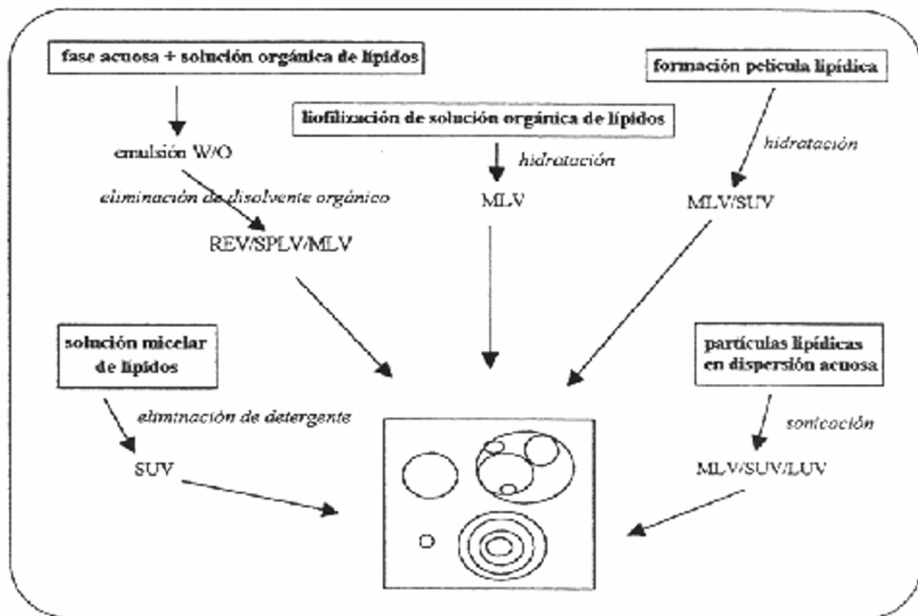 fase acuosa + solución orgánica de lípidos
formación película lipídica
liofilización de solución orgánica de lípidos
emulsión W/O
hidratación
hidratación
eliminación de disolvente orgánico
MLV
MLV/SUV
REV/SPLV/MLV
solución micelar
de lípidos
partículas lipídicas
en dispersión acuosa
eliminación de detergente
sonicación
SUV
MLV/SUV/LUV